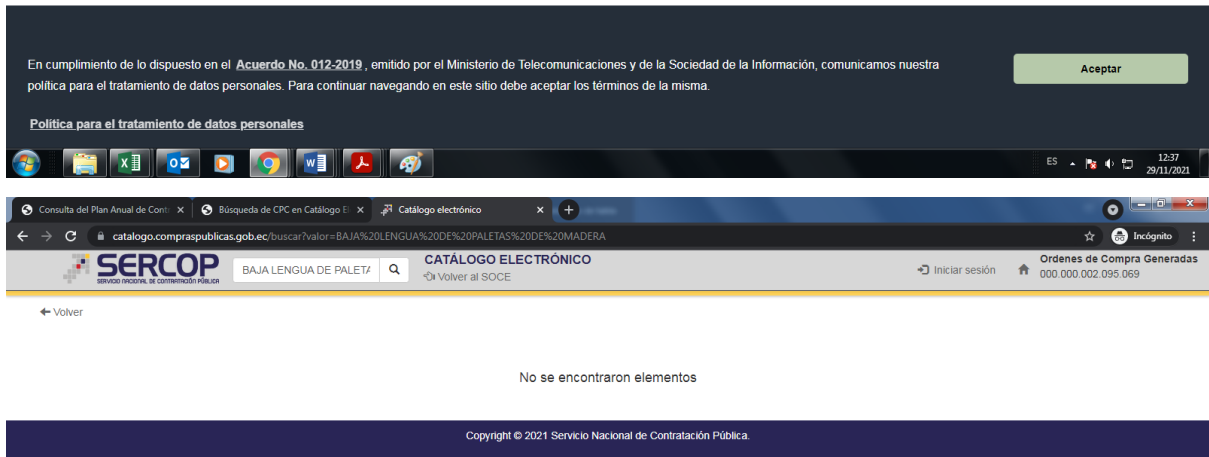 En cumplimiento de lo dispuesto en el Acuerdo No. 012-2019 , emitido por el Ministerio de Telecomunicaciones y de la Sociedad de la Información, comunicamos nuestra
política para el tratamiento de datos personales. Para continuar navegando en este sitio debe aceptar los términos de la misma.
Aceptar
Política para el tratamiento de datos personales
ES
12:37
29/11/2021
Consulta del Plan Anual de Cont
Búsqueda de CPC en Catálogo El
Catálogo electrónico
catalogo.compraspublicas.gob.ec/buscar?valor=BAJA%20LENGUA%20DE%20PALETAS%20DE%20MADERA
Incógnito
SERCOP
SERVICIO NACIONAL DE CONTRATACIÓN PÚBLICA
BAJA LENGUA DE PALETA
CATÁLOGO ELECTRÓNICO
Volver al SOCE
Iniciar sesión
Ordenes de Compra Generadas
000.000.002.095.069
Volver
No se encontraron elementos
Copyright © 2021 Servicio Nacional de Contratación Pública.